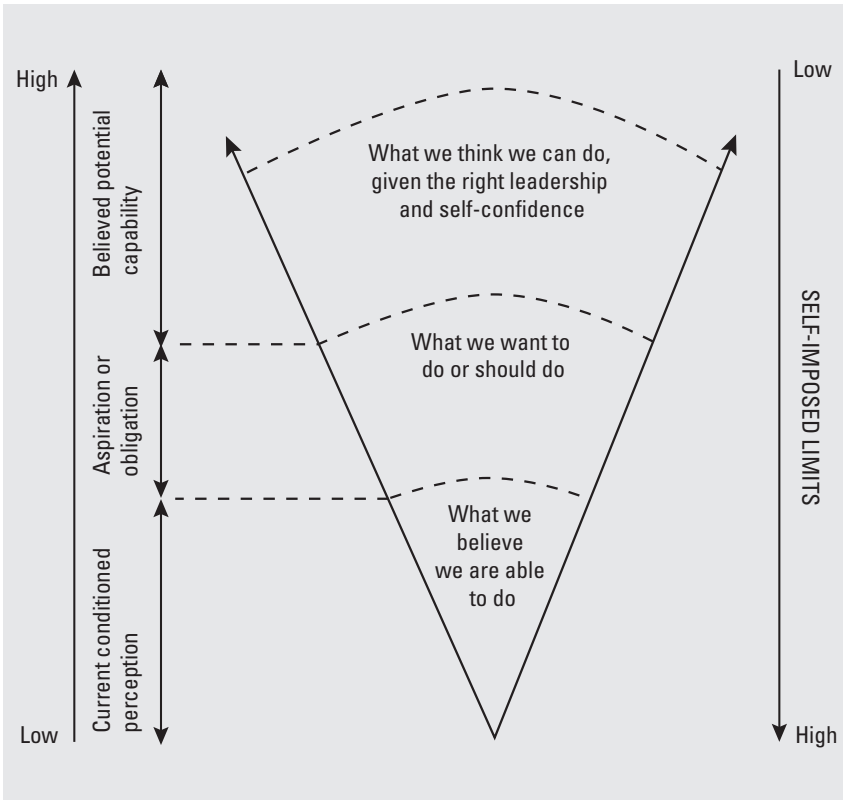 High
Low
Believed potential
capability
What we think we can do,
given the right leadership
and self-confidence
What we want to
do or should do
Aspiration or
obligation
SELF-IMPOSED LIMITS
What we
believe
we are able
to do
Current conditioned
perception
Low
High